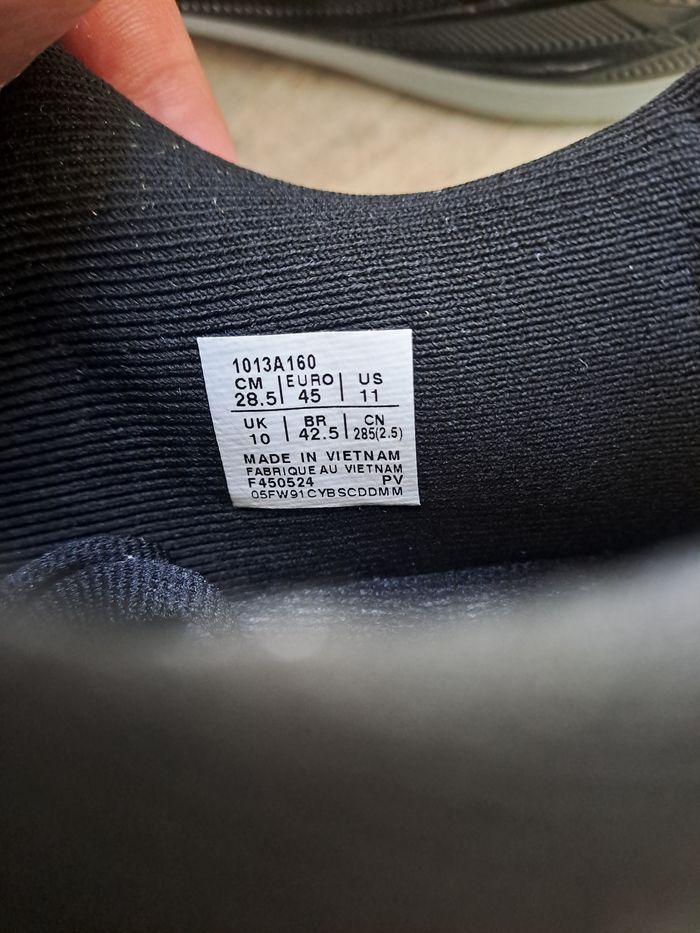 1013A160
CM | EURO | US
28.5 | 45 | 11
UK | BR | CN
10 | 42.5 | 285(2.5)
MADE IN VIETNAM
FABRIQUE AU VIETNAM
F450524 PV
05FW91CYBSCDDMM